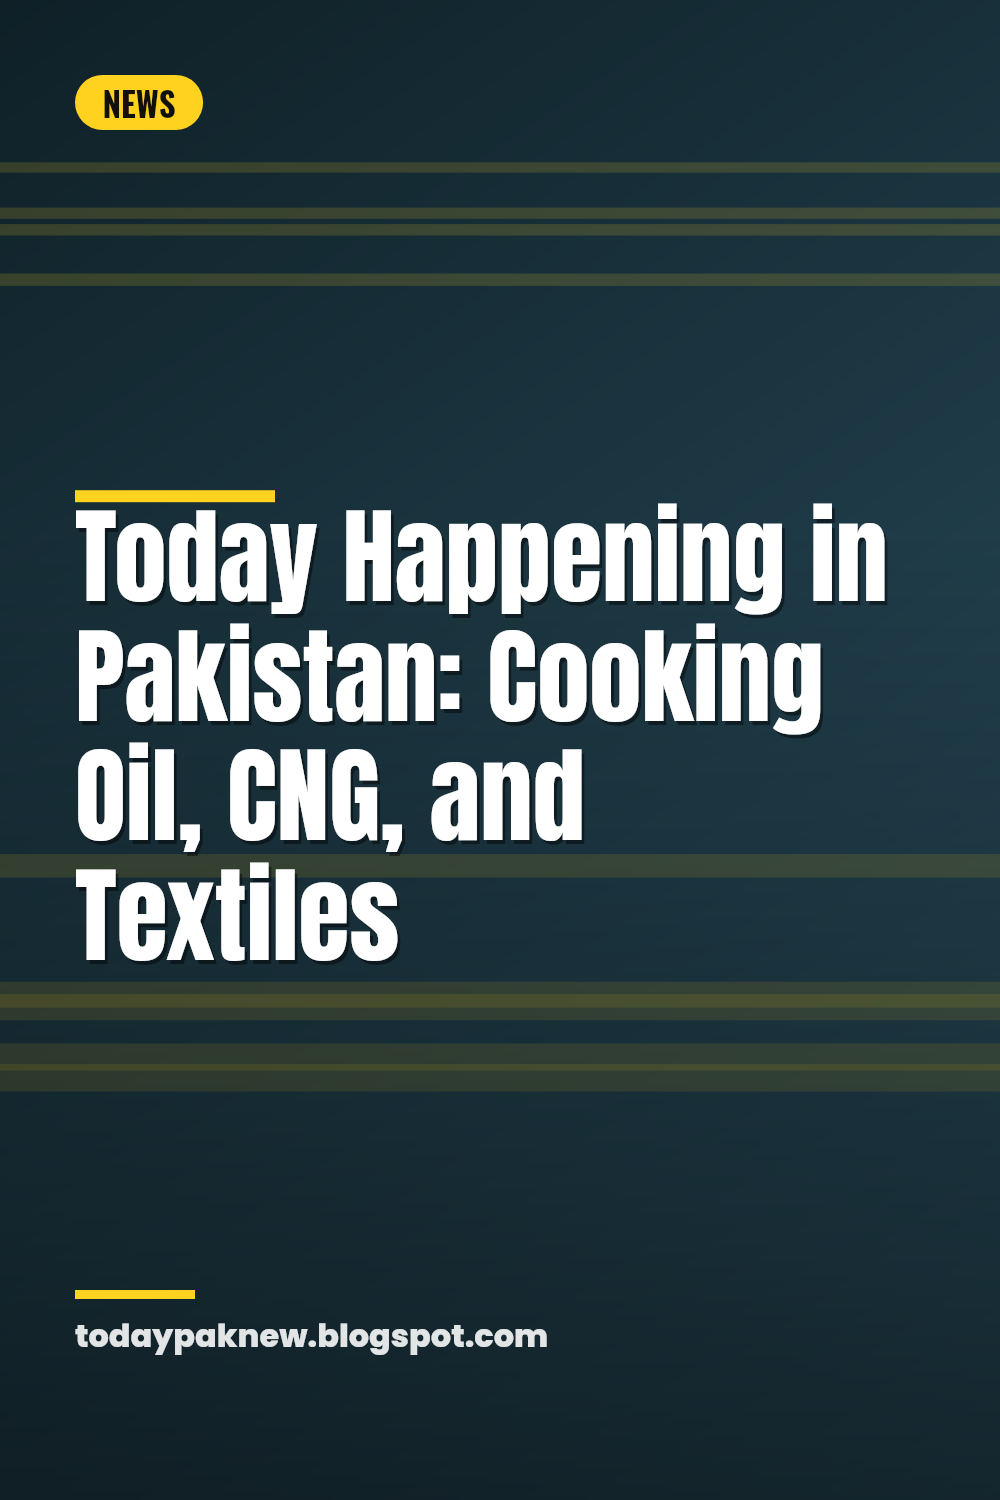 NEWS
Today Happening in
Pakistan: Cooking
Oil, CNG, and
Textiles
todaypaknew.blogspot.com